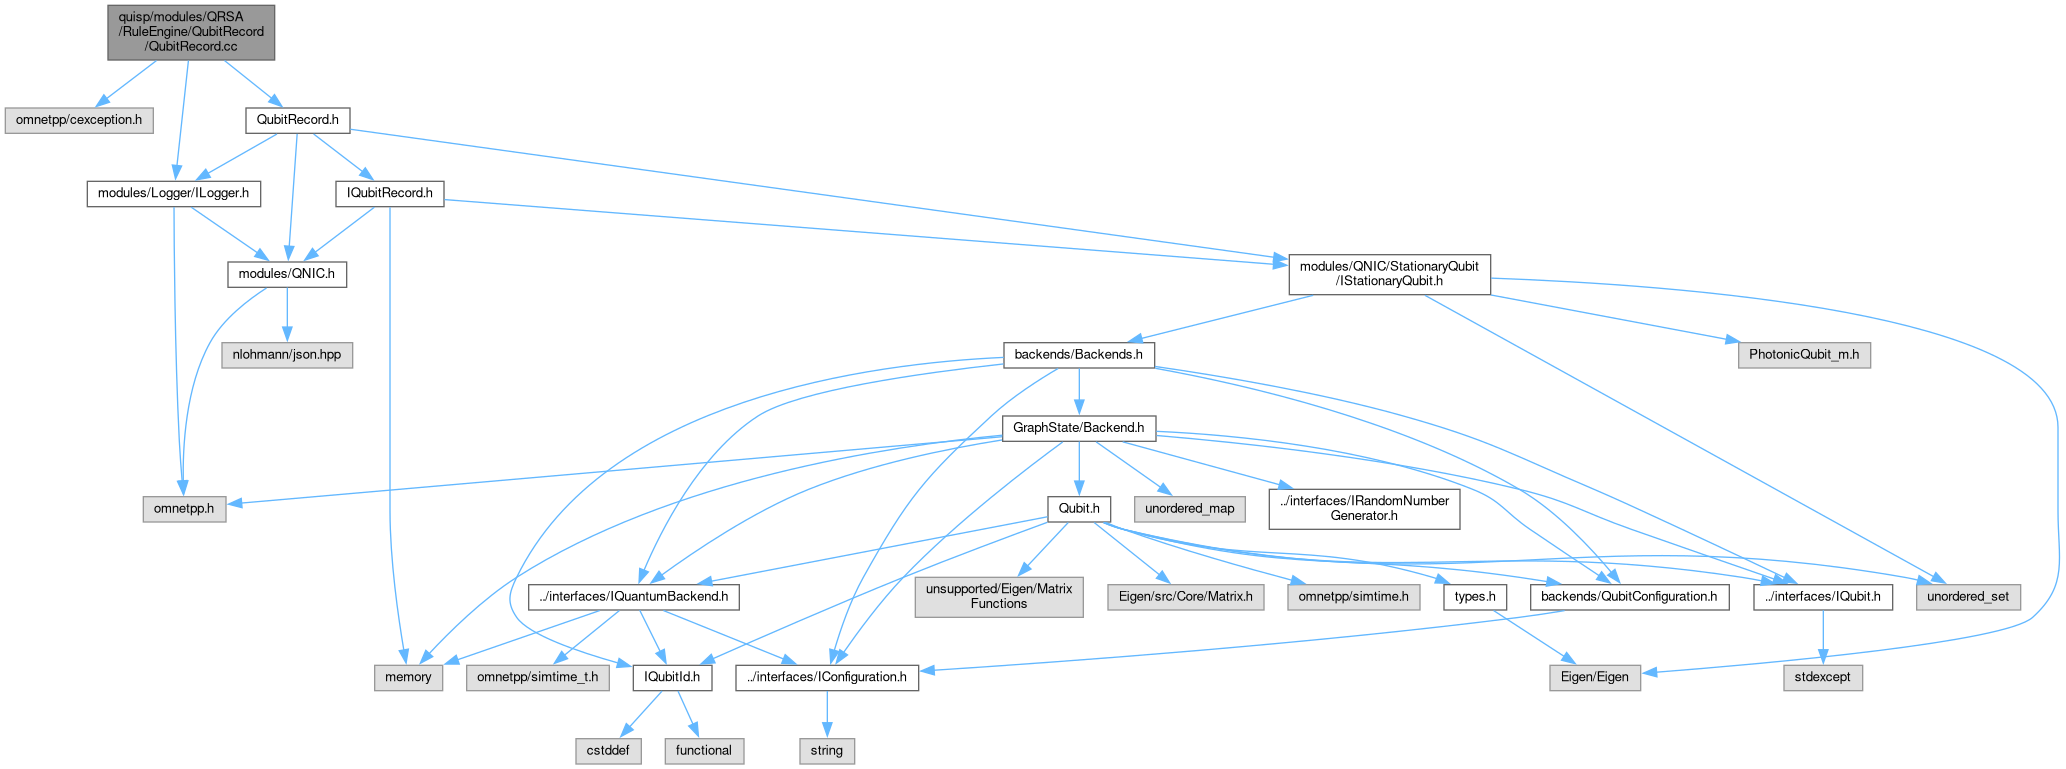 quisp/modules/QRSA
/RuleEngine/QubitRecord
/QubitRecord.cc
omnetpp/cexception.h
QubitRecord.h
modules/Logger/ILogger.h
IQubitRecord.h
modules/QNIC.h
modules/QNIC/StationaryQubit
/IStationaryQubit.h
nlohmann/json.hpp
backends/Backends.h
PhotonicQubit_m.h
GraphState/Backend.h
omnetpp.h
Qubit.h
unordered_map
../interfaces/IRandomNumber
Generator.h
../interfaces/IQuantumBackend.h
unsupported/Eigen/Matrix
Functions
Eigen/src/Core/Matrix.h
omnetpp/simtime.h
types.h
backends/QubitConfiguration.h
../interfaces/IQubit.h
unordered_set
memory
omnetpp/simtime_t.h
IQubitId.h
../interfaces/IConfiguration.h
Eigen/Eigen
stdexcept
cstddef
functional
string